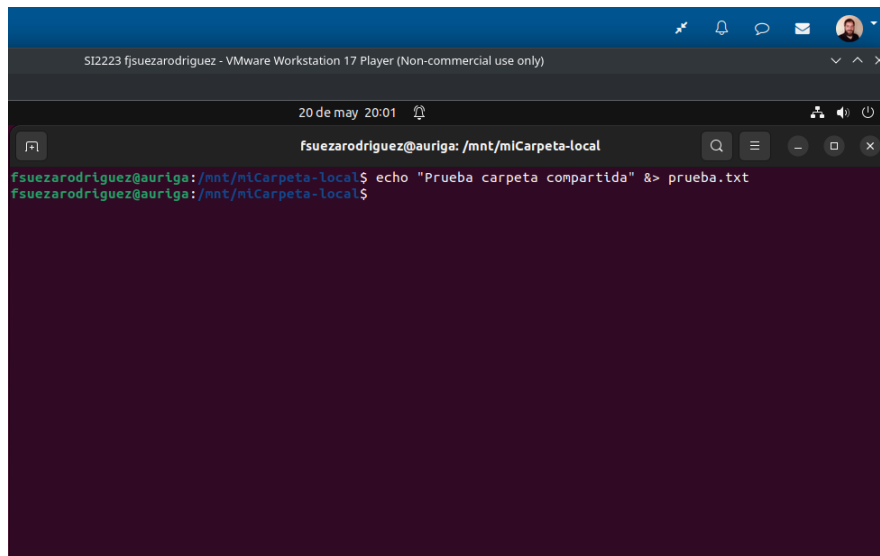 SI2223 fjsuezarodriguez - VMware Workstation 17 Player (Non-commercial use only)
20 de may 20:01
fsuezarodriguez@auriga: /mnt/miCarpeta-local
fsuezarodriguez@auriga:/mnt/miCarpeta-local$ echo "Prueba carpeta compartida" &> prueba.txt
fsuezarodriguez@auriga:/mnt/miCarpeta-local$